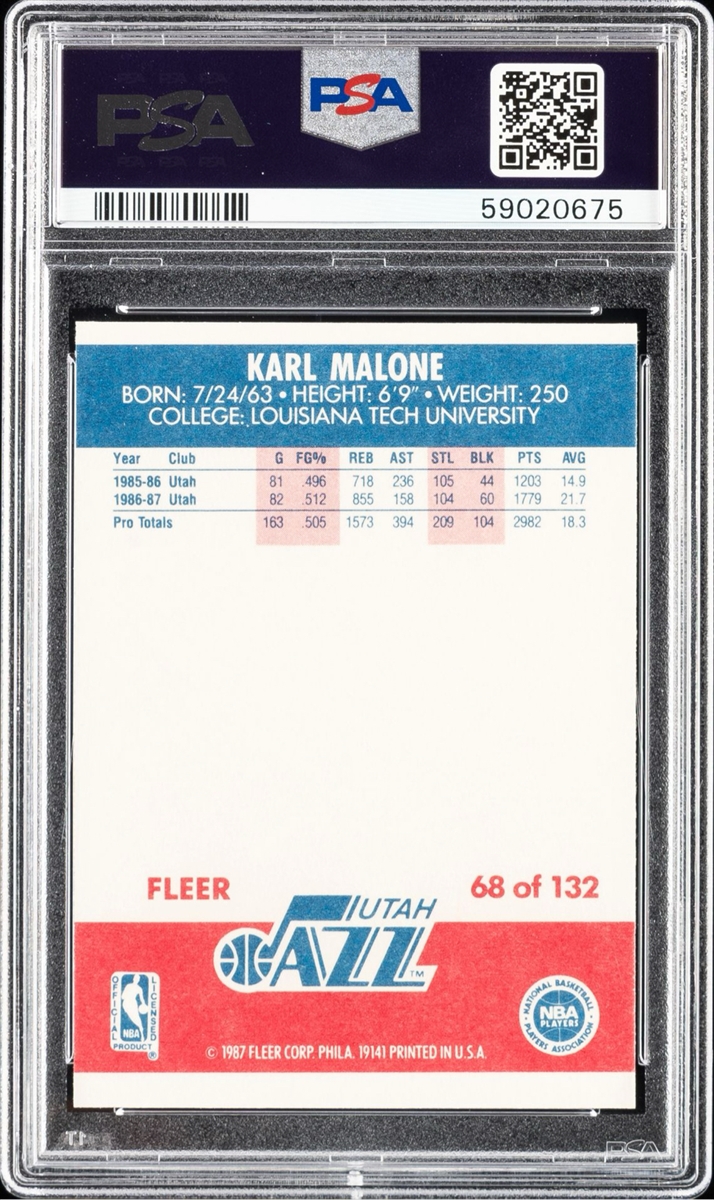 PSA
PSA
59020675
KARL MALONE
BORN: 7/24/63 • HEIGHT: 6'9" • WEIGHT: 250
COLLEGE: LOUISIANA TECH UNIVERSITY
Year Club G FG% REB AST STL BLK PTS AVG
1985-86 Utah 81 .496 718 236 105 44 1203 14.9
1986-87 Utah 82 .512 855 158 104 60 1779 21.7
Pro Totals 163 .505 1573 394 209 104 2982 18.3
FLEER
68 of 132
UTAH
JAZZ™
OFFICIAL LICENSED
NBA
PRODUCT ®
© 1987 FLEER CORP. PHILA. 19141 PRINTED IN U.S.A.
NATIONAL BASKETBALL
NBA
PLAYERS
PLAYERS ASSOCIATION
PSA